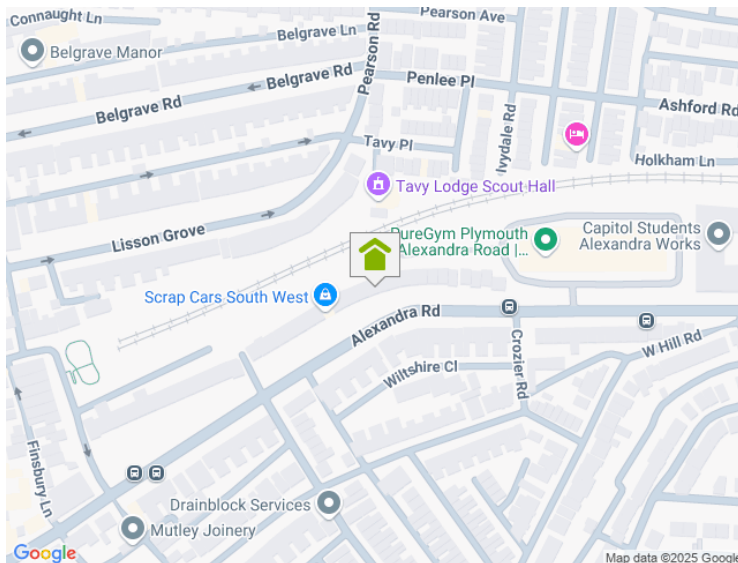 Connaught Ln
Belgrave Manor
Belgrave Ln
Pearson Rd
Pearson Ave
Belgrave Rd
Belgrave Rd
Penlee Pl
Ashford Rd
Ivydale Rd
Tavy Pl
Holkham Ln
Tavy Lodge Scout Hall
Lisson Grove
PureGym Plymouth
Alexandra Road |...
Capitol Students
Alexandra Works
Scrap Cars South West
Alexandra Rd
Crozier Rd
W Hill Rd
Wiltshire Cl
Finsbury Ln
Drainblock Services
Mutley Joinery
Google
Map data ©2025 Google